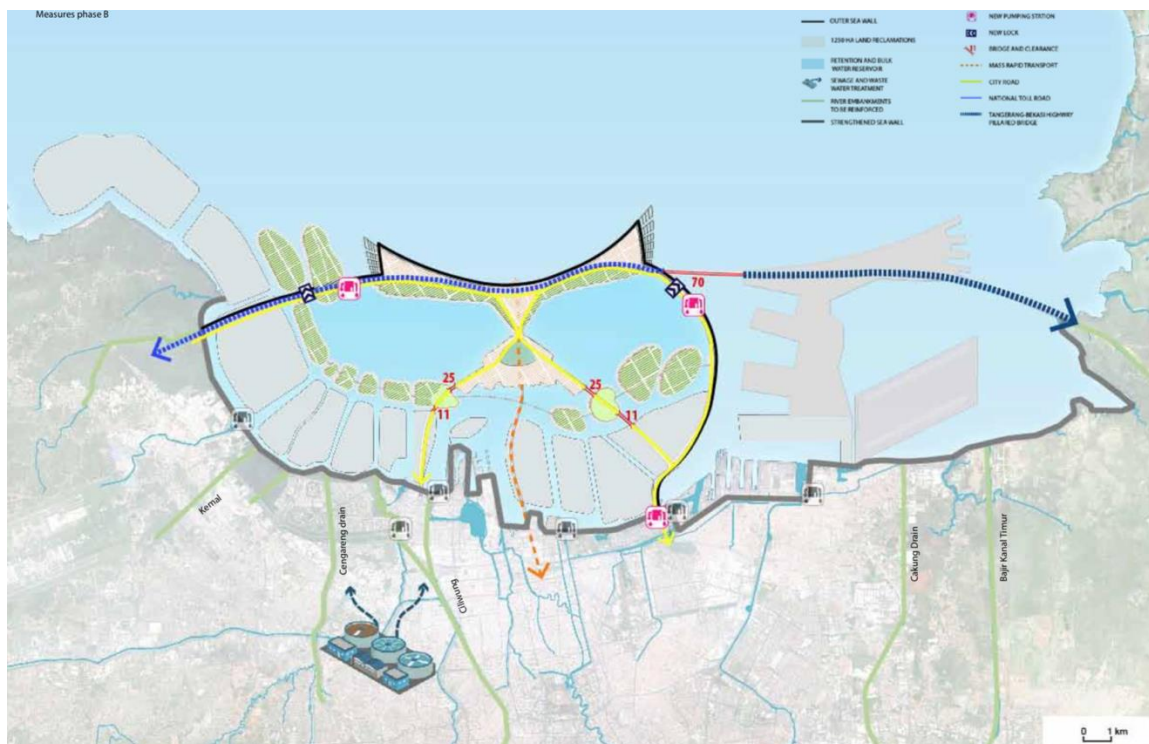 Measures phase B
OUTER SEA WALL
1250 HA LAND RECLAMATIONS
RETENTION AND BULK
WATER RESERVOIR
SEWAGE AND WASTE
WATER TREATMENT
RIVER EMBANKMENTS
TO BE REINFORCED
STRENGTHENED SEA WALL
NEW PUMPING STATION
NEW LOCK
11
BRIDGE AND CLEARANCE
MASS RAPID TRANSPORT
CITY ROAD
NATIONAL TOLL ROAD
TANGERANG-BEKASI HIGHWAY
PILLARED BRIDGE
70
25
25
11
11
Kemal
Cengareng drain
Ciliwung
Cakung Drain
Bajir Kanal Timur
0 1 km